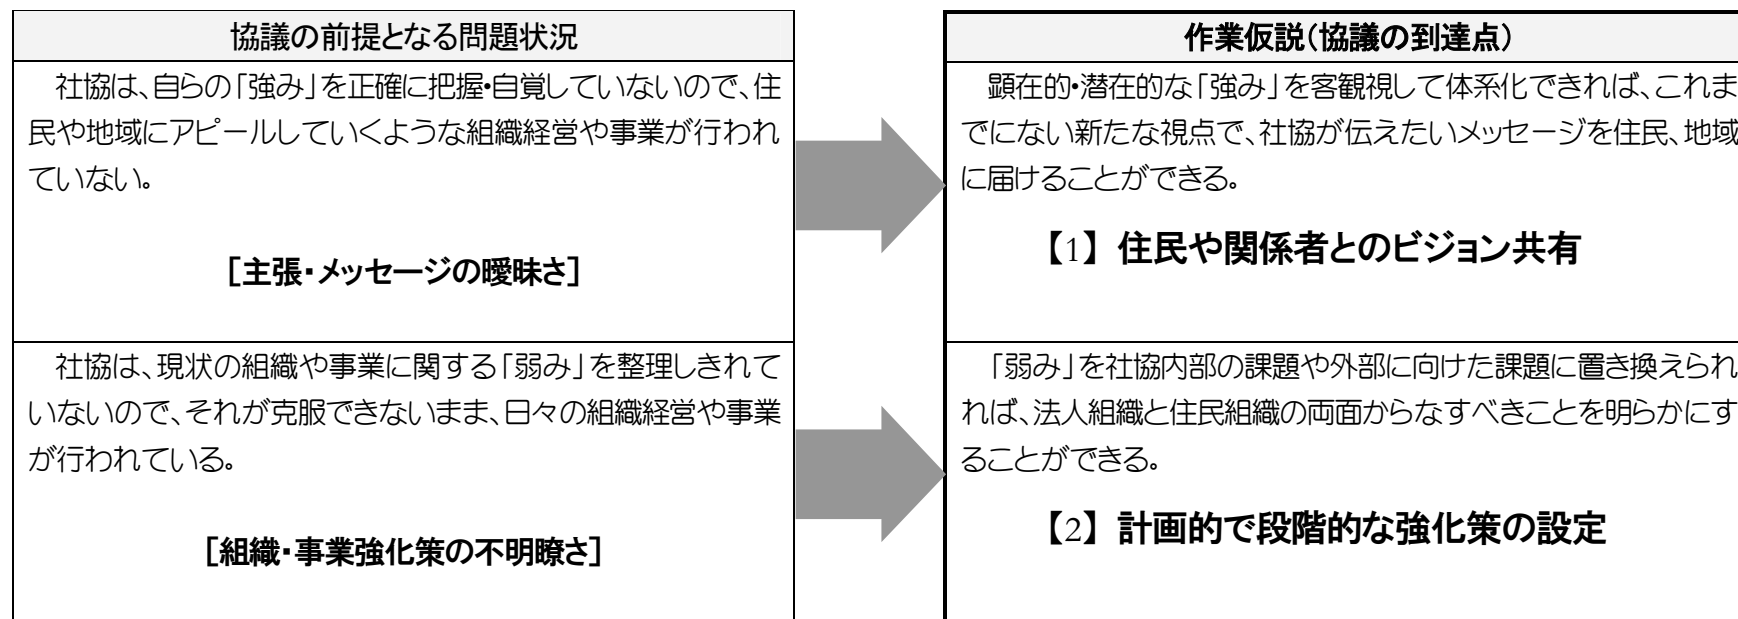 協議の前提となる問題状況
社協は、自らの「強み」を正確に把握・自覚していないので、住
民や地域にアピールしていくような組織経営や事業が行われ
ていない。
［主張・メッセージの曖昧さ］
社協は、現状の組織や事業に関する「弱み」を整理しきれて
いないので、それが克服できないまま、日々の組織経営や事業
が行われている。
［組織・事業強化策の不明瞭さ］
作業仮説（協議の到達点）
顕在的・潜在的な「強み」を客観視して体系化できれば、これま
でにない新たな視点で、社協が伝えたいメッセージを住民、地域
に届けることができる。
【1】 住民や関係者とのビジョン共有
「弱み」を社協内部の課題や外部に向けた課題に置き換えられ
れば、法人組織と住民組織の両面からなすべきことを明らかにす
ることができる。
【2】 計画的で段階的な強化策の設定